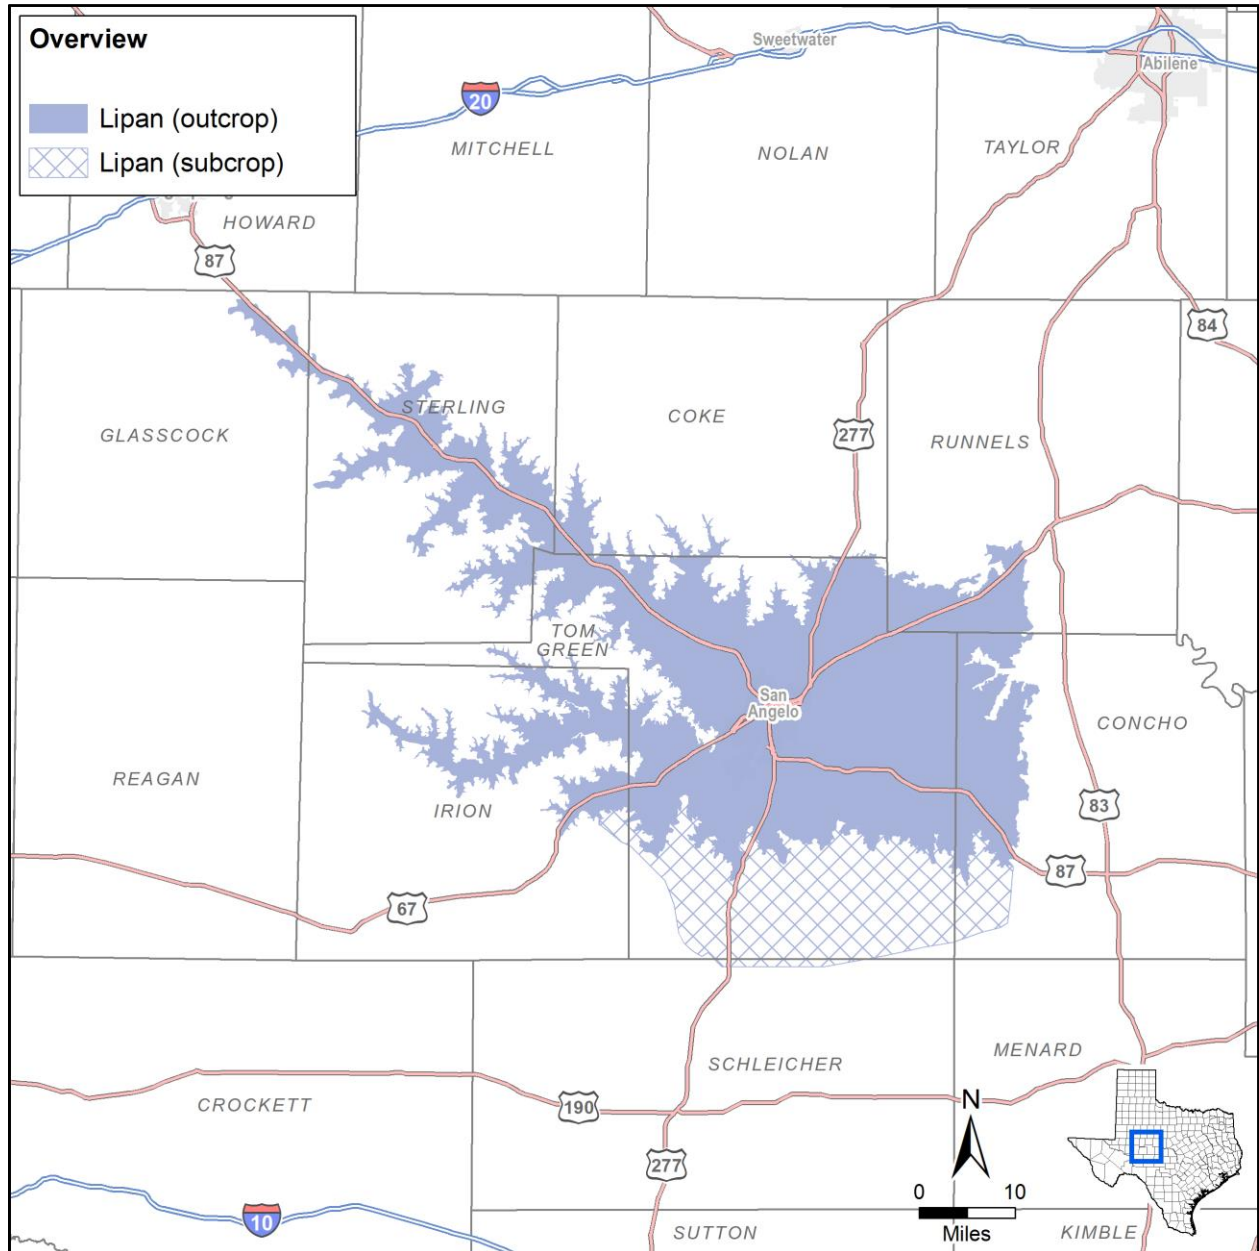 Overview
Lipan (outcrop)
Lipan (subcrop)
Sweetwater
Abilene
20
MITCHELL
NOLAN
TAYLOR
HOWARD
87
84
STERLING
COKE
277
RUNNELS
GLASSCOCK
TOM
GREEN
San
Angelo
CONCHO
REAGAN
IRION
83
87
67
SCHLEICHER
MENARD
CROCKETT
190
N
277
0
10
10
Miles
SUTTON
KIMBLE